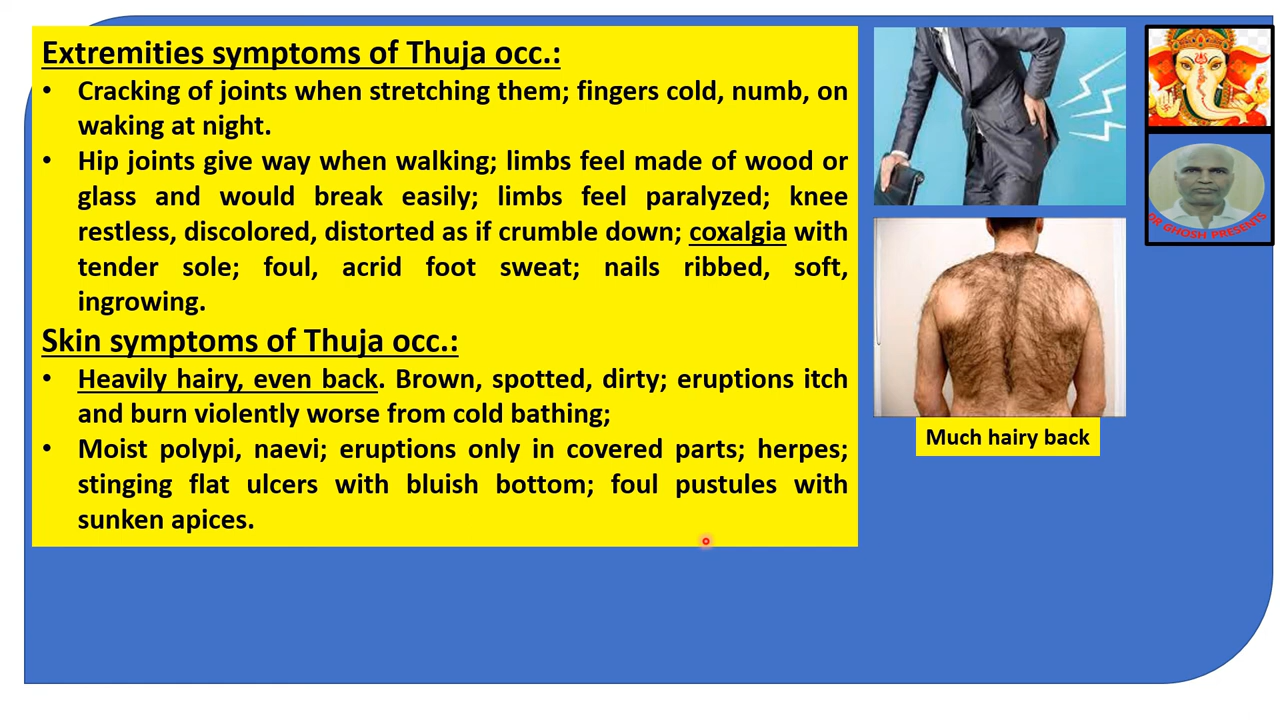 Extremities symptoms of Thuja occ.:
• Cracking of joints when stretching them; fingers cold, numb, on
waking at night.
• Hip joints give way when walking; limbs feel made of wood or
glass and would break easily; limbs feel paralyzed; knee
restless, discolored, distorted as if crumble down; coxalgia with
tender sole; foul, acrid foot sweat; nails ribbed, soft,
ingrowing.
Skin symptoms of Thuja occ.:
• Heavily hairy, even back. Brown, spotted, dirty; eruptions itch
and burn violently worse from cold bathing;
• Moist polypi, naevi; eruptions only in covered parts; herpes;
stinging flat ulcers with bluish bottom; foul pustules with
sunken apices.
Much hairy back
DR GHOSH PRESENTS